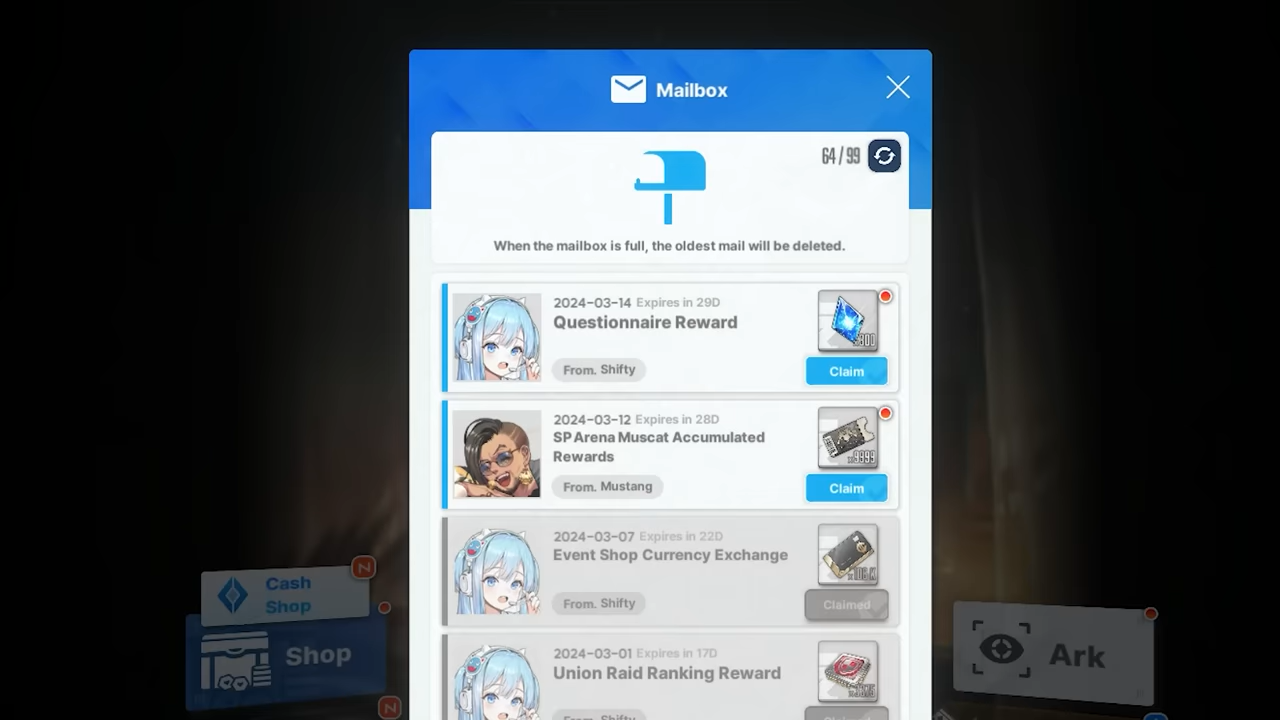 Mailbox
64/99
When the mailbox is full, the oldest mail will be deleted.
2024-03-14 Expires in 29D
Questionnaire Reward
From. Shifty
Claim
2024-03-12 Expires in 28D
SP Arena Muscat Accumulated
Rewards
x9999
From. Mustang
Claim
2024-03-07 Expires in 22D
Event Shop Currency Exchange
From. Shifty
Claimed
2024-03-01 Expires in 17D
Union Raid Ranking Reward
From. Shifty
Cash
Shop
N
Shop
N
Ark